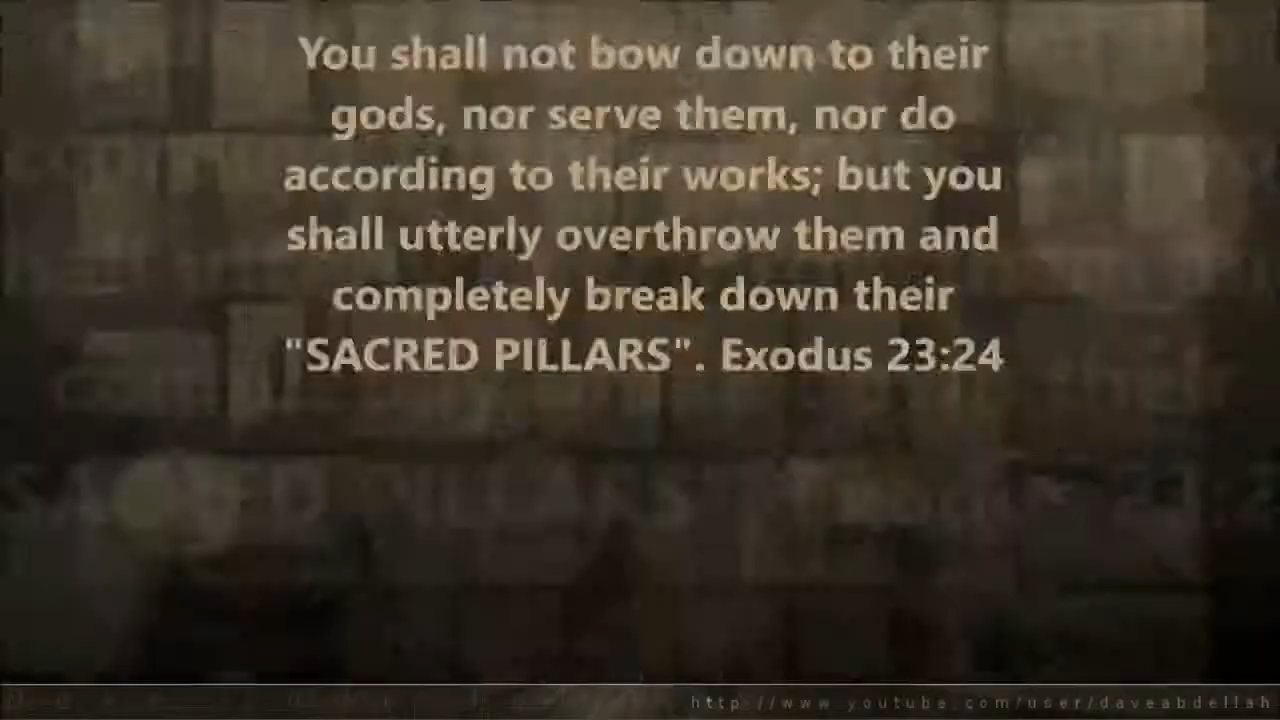 You shall not bow down to their
gods, nor serve them, nor do
according to their works; but you
shall utterly overthrow them and
completely break down their
"SACRED PILLARS". Exodus 23:24
http://www.youtube.com/user/daveabdellah